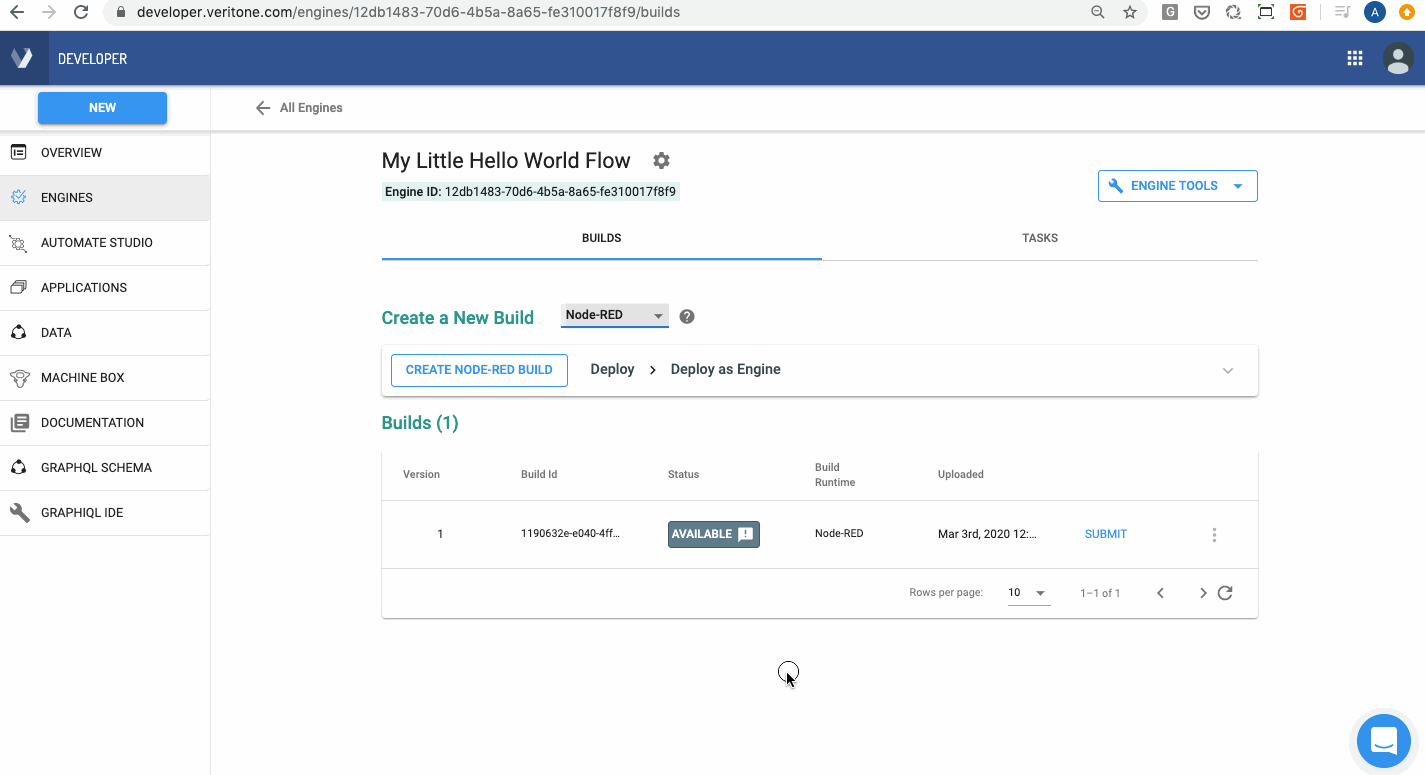 developer.veritone.com/engines/12db1483-70d6-4b5a-8a65-fe310017f8f9/builds
G
A
DEVELOPER
NEW
All Engines
OVERVIEW
ENGINES
AUTOMATE STUDIO
APPLICATIONS
DATA
MACHINE BOX
DOCUMENTATION
GRAPHQL SCHEMA
GRAPHIQL IDE
My Little Hello World Flow
Engine ID: 12db1483-70d6-4b5a-8a65-fe310017f8f9
ENGINE TOOLS
BUILDS
TASKS
Create a New Build
Node-RED
?
CREATE NODE-RED BUILD
Deploy > Deploy as Engine
Builds (1)
Version
Build Id
Status
Build
Runtime
Uploaded
1
1190632e-e040-4ff...
AVAILABLE
Node-RED
Mar 3rd, 2020 12:...
SUBMIT
Rows per page:
10
1–1 of 1